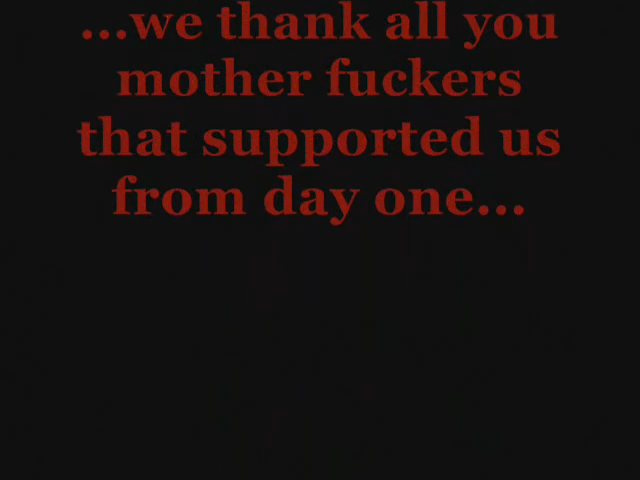 ...we thank all you
mother fuckers
that supported us
from day one...